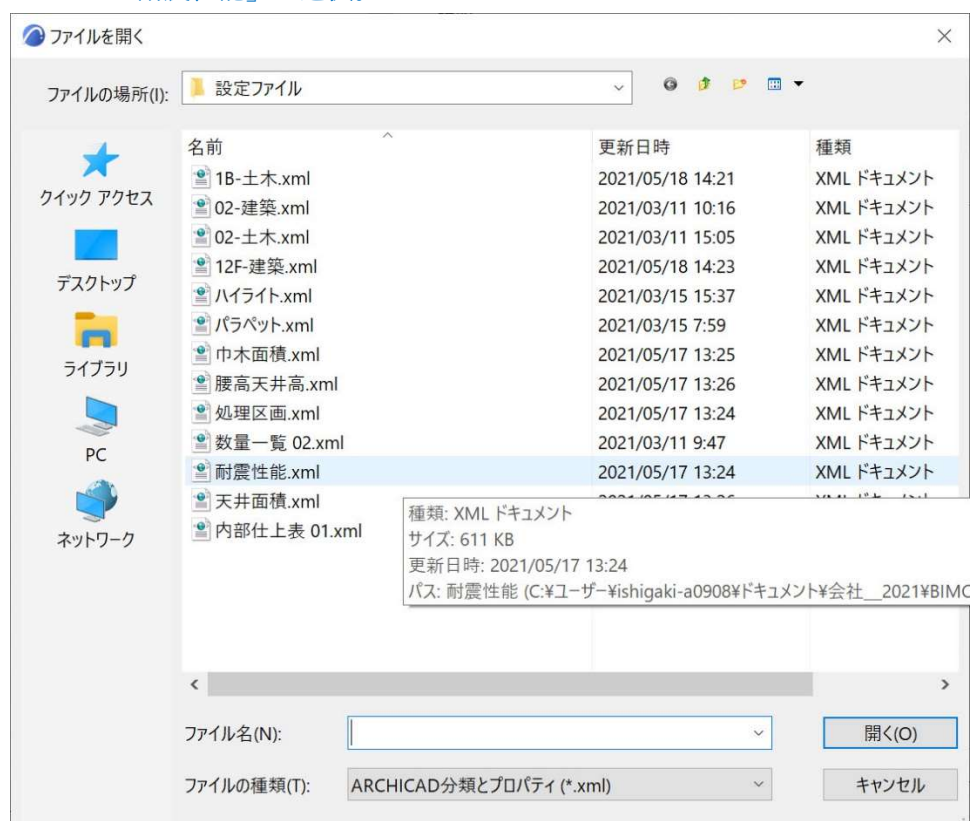 ファイルを開く
ファイルの場所(I):
設定ファイル
クイック アクセス
デスクトップ
ライブラリ
PC
ネットワーク
名前 更新日時 種類
1B-土木.xml 2021/05/18 14:21 XML ドキュメント
02-建築.xml 2021/03/11 10:16 XML ドキュメント
02-土木.xml 2021/03/11 15:05 XML ドキュメント
12F-建築.xml 2021/05/18 14:23 XML ドキュメント
ハイライト.xml 2021/03/15 15:37 XML ドキュメント
パラペット.xml 2021/03/15 7:59 XML ドキュメント
巾木面積.xml 2021/05/17 13:25 XML ドキュメント
腰高天井高.xml 2021/05/17 13:26 XML ドキュメント
処理区画.xml 2021/05/17 13:24 XML ドキュメント
数量一覧 02.xml 2021/03/11 9:47 XML ドキュメント
耐震性能.xml 2021/05/17 13:24 XML ドキュメント
天井面積.xml
内部仕上表 01.xml
種類: XML ドキュメント
サイズ: 611 KB
更新日時: 2021/05/17 13:24
パス: 耐震性能 (C:¥ユーザー¥ishigaki-a0908¥ドキュメント¥会社__2021¥BIMC
ファイル名(N):
開く(O)
ファイルの種類(T): ARCHICAD分類とプロパティ (*.xml)
キャンセル